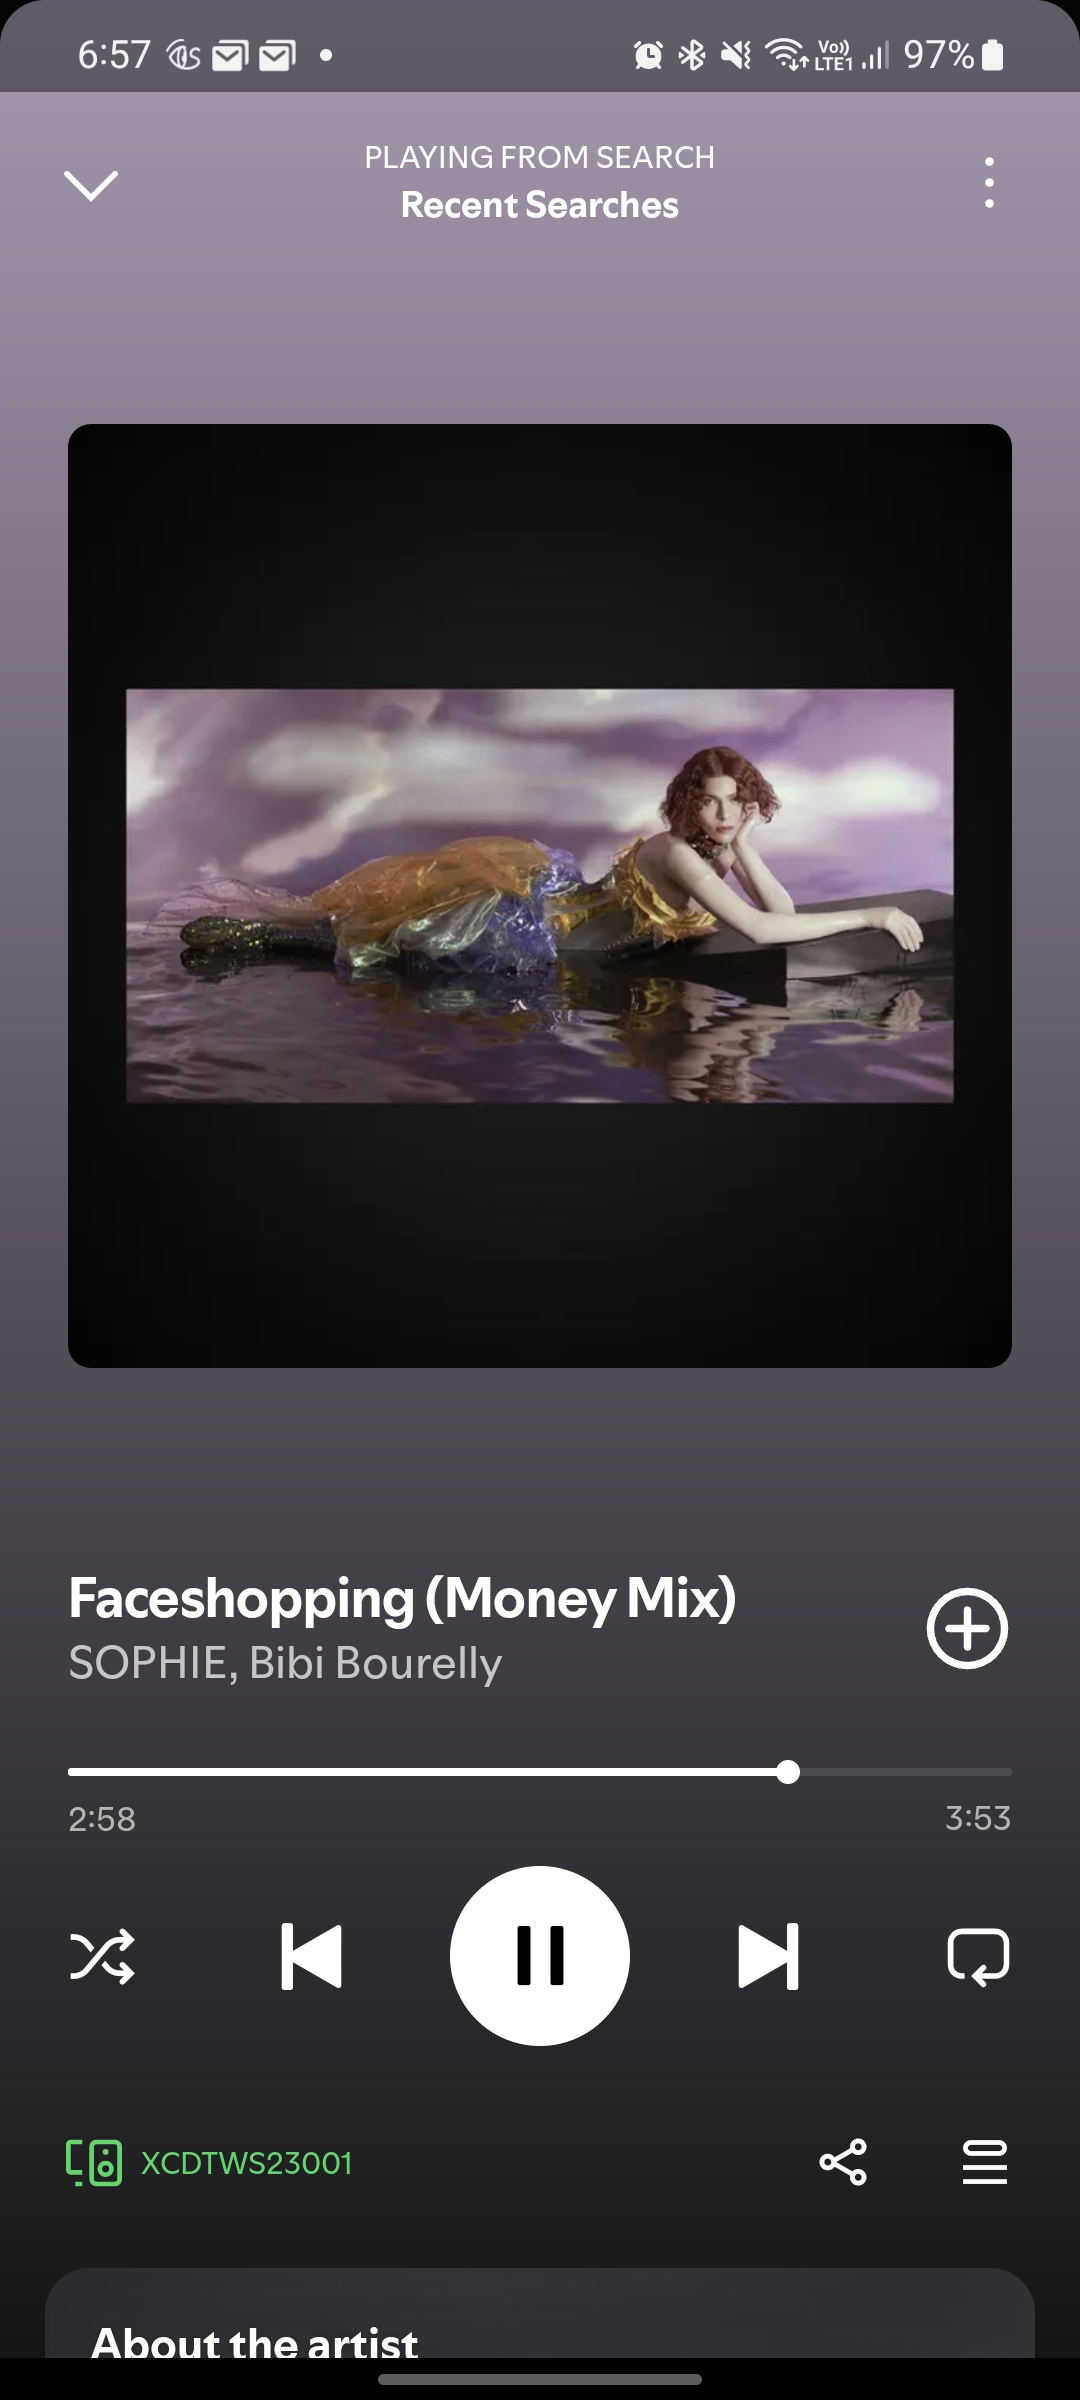 6:57
Vo)) LTE1
97%
PLAYING FROM SEARCH
Recent Searches
Faceshopping (Money Mix)
SOPHIE, Bibi Bourelly
2:58
3:53
XCDTWS23001
About the artist